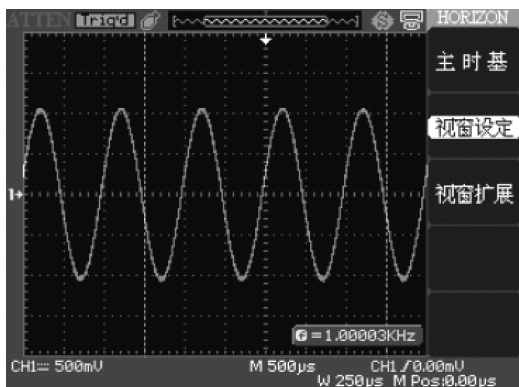 ATTEN Trig'd HORIZON
主时基
视窗设定
视窗扩展
1
f=1.00003KHz
CH1 500mV M 500µs CH1 /0.00mV
W 250µs M Pos:0.00µs